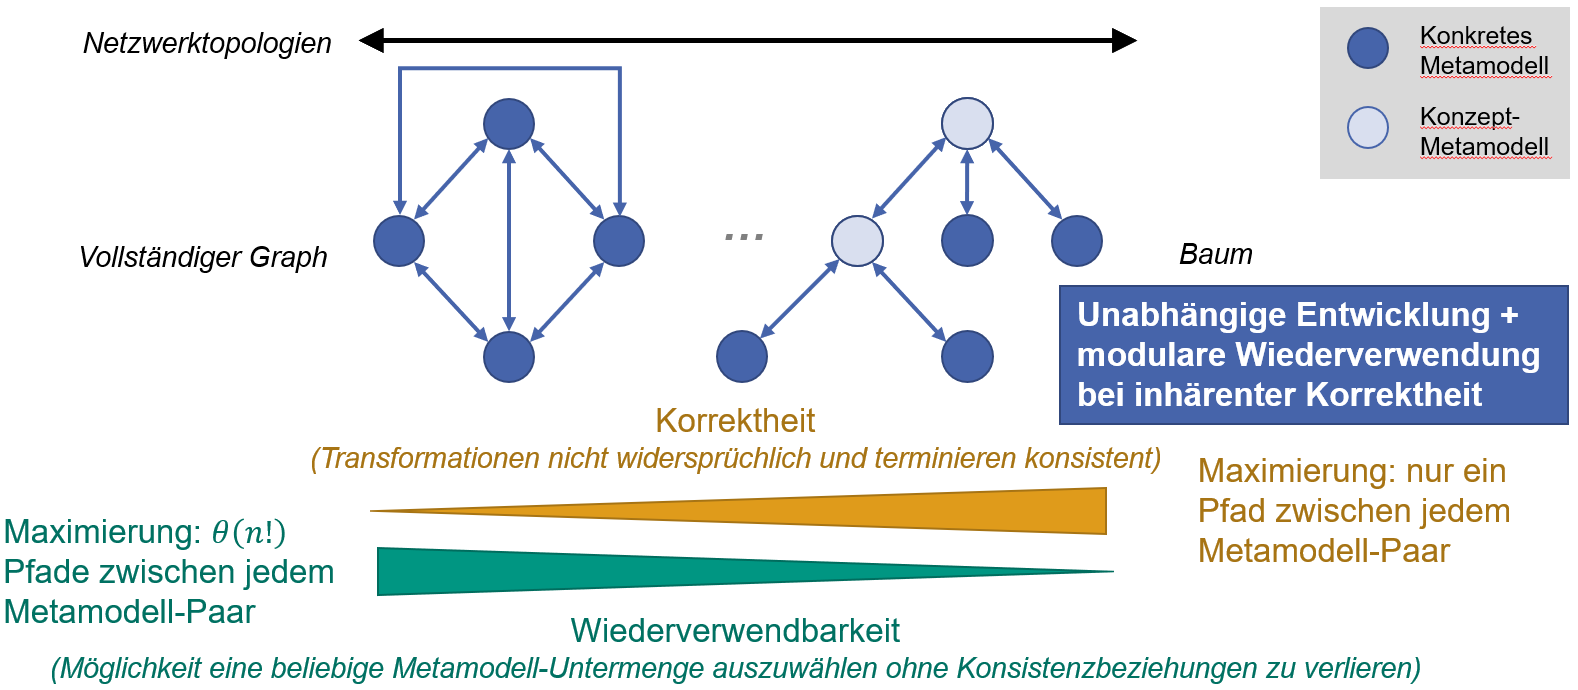 Netzwerktopologien
Konkretes
Metamodell
Konzept-
Metamodell
Vollständiger Graph
...
Baum
Unabhängige Entwicklung +
modulare Wiederverwendung
bei inhärenter Korrektheit
Korrektheit
(Transformationen nicht widersprüchlich und terminieren konsistent)
Maximierung: nur ein
Pfad zwischen jedem
Metamodell-Paar
Maximierung: θ(n!)
Pfade zwischen jedem
Metamodell-Paar
Wiederverwendbarkeit
(Möglichkeit eine beliebige Metamodell-Untermenge auszuwählen ohne Konsistenzbeziehungen zu verlieren)